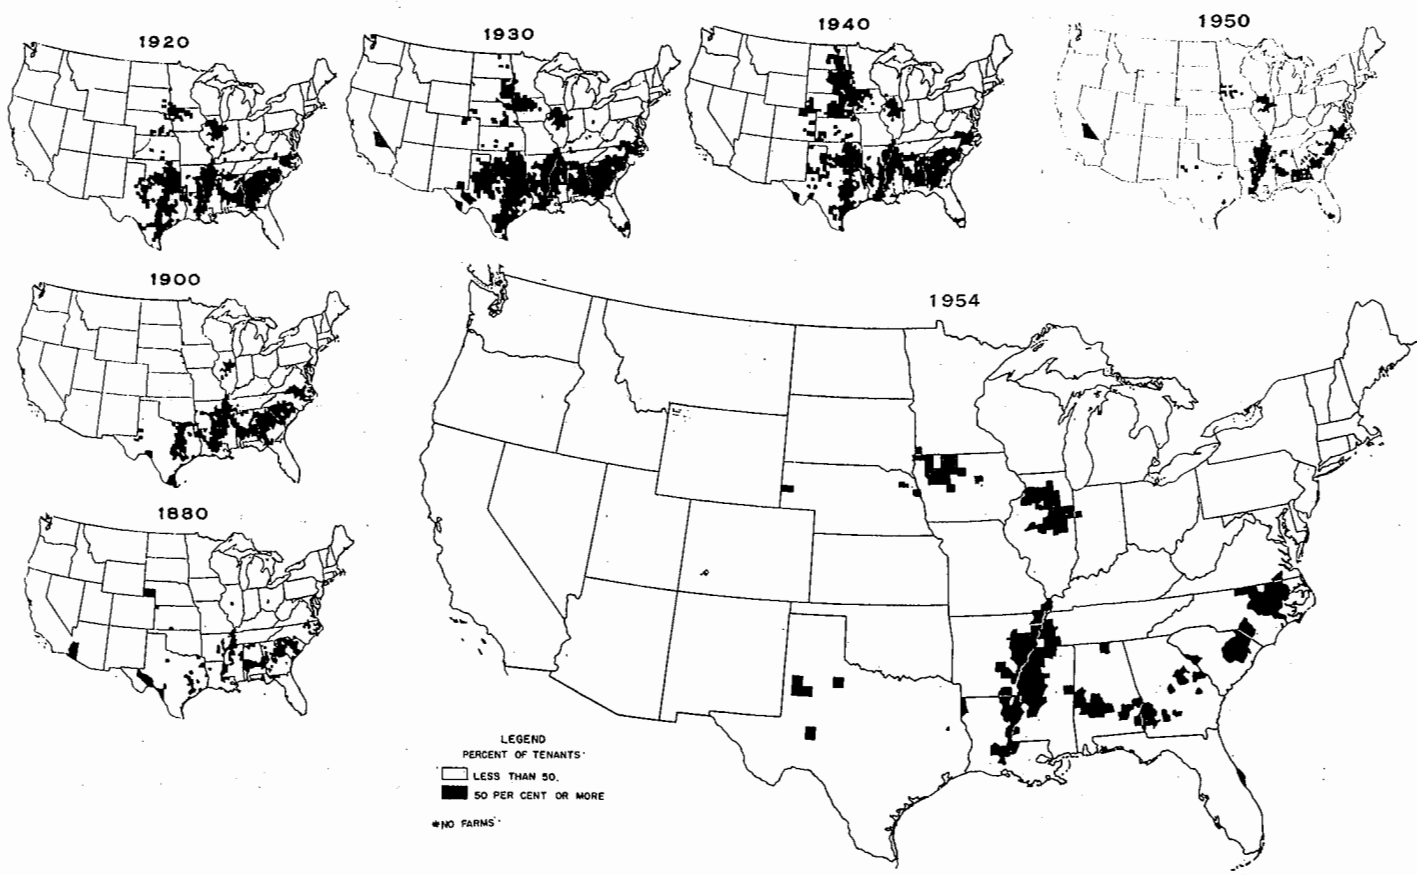 1920
1930
1940
1950
1900
1954
1880
LEGEND
PERCENT OF TENANTS
LESS THAN 50.
50 PER CENT OR MORE
*NO FARMS